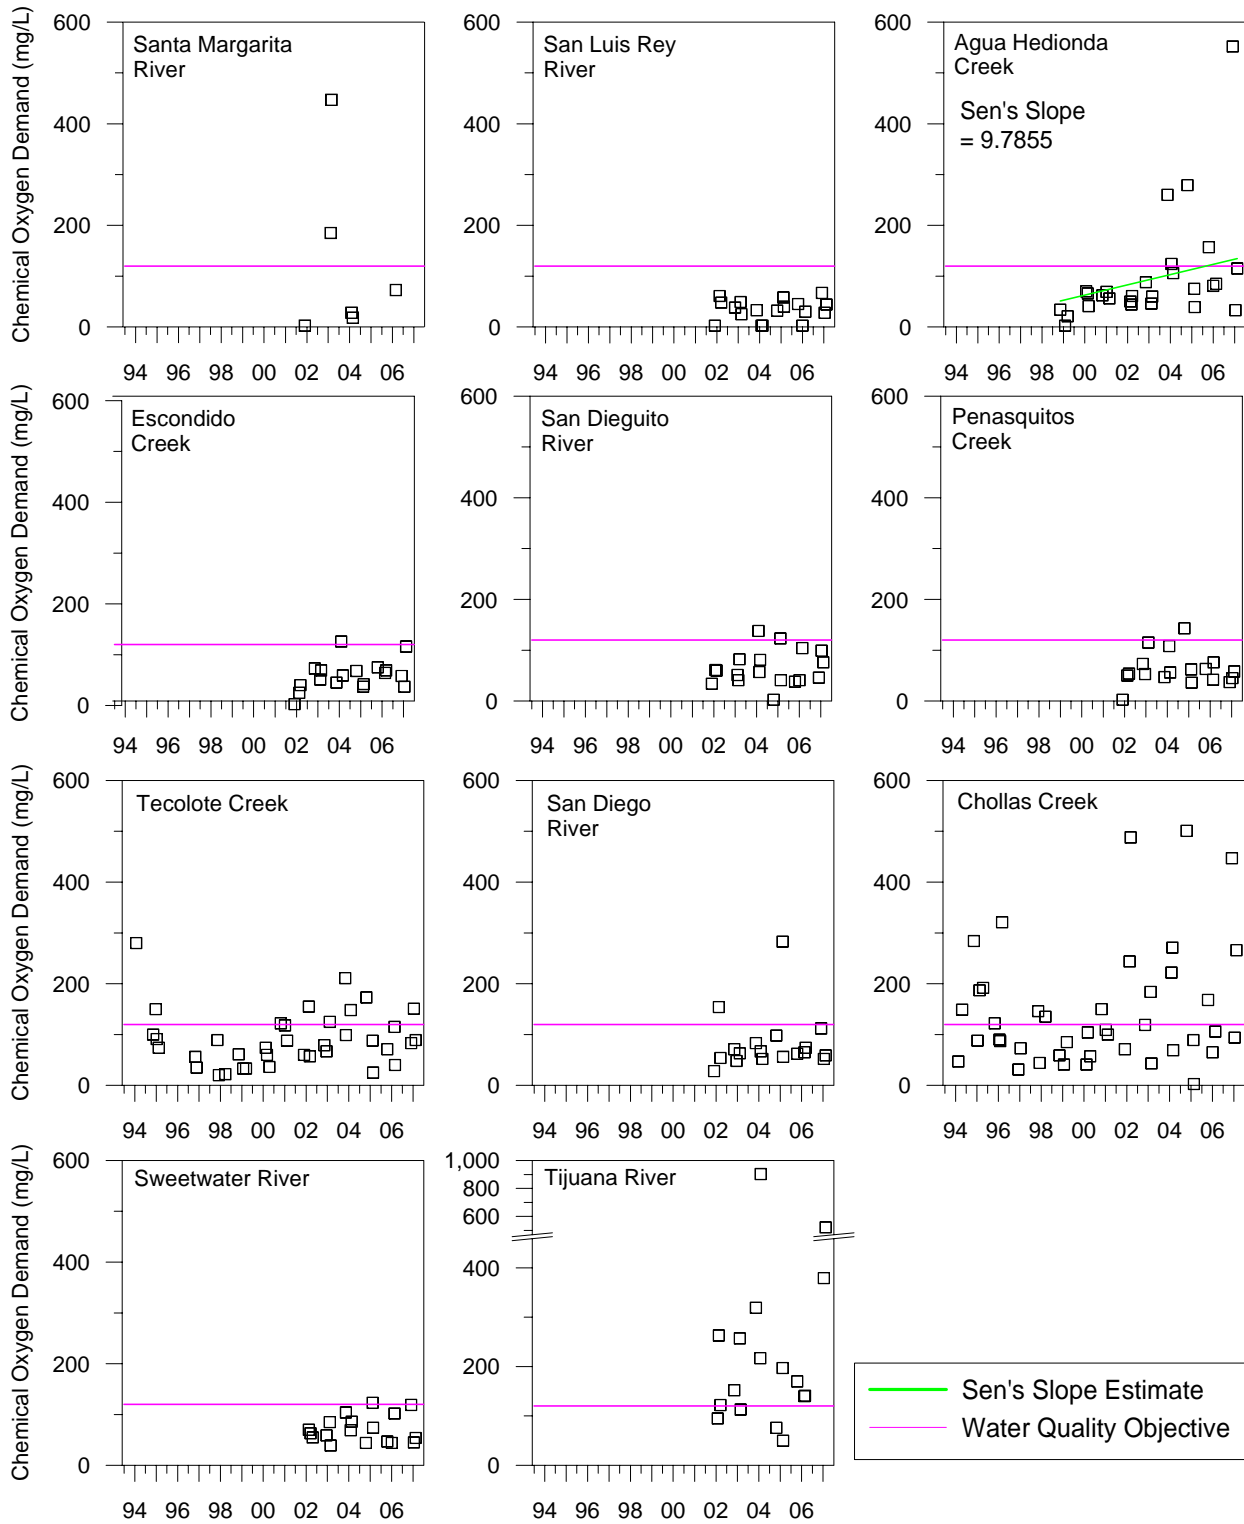 Chemical Oxygen Demand (mg/L)
600
400
200
0
Santa Margarita
River
94 96 98 00 02 04 06
600
400
200
0
San Luis Rey
River
94 96 98 00 02 04 06
600
400
200
0
Agua Hedionda
Creek
Sen's Slope
= 9.7855
94 96 98 00 02 04 06
Chemical Oxygen Demand (mg/L)
600
400
200
0
Escondido
Creek
94 96 98 00 02 04 06
600
400
200
0
San Dieguito
River
94 96 98 00 02 04 06
600
400
200
0
Penasquitos
Creek
94 96 98 00 02 04 06
Chemical Oxygen Demand (mg/L)
600
400
200
0
Tecolote Creek
94 96 98 00 02 04 06
600
400
200
0
San Diego
River
94 96 98 00 02 04 06
600
400
200
0
Chollas Creek
94 96 98 00 02 04 06
Chemical Oxygen Demand (mg/L)
600
400
200
0
Sweetwater River
94 96 98 00 02 04 06
1,000
800
600
400
200
0
Tijuana River
94 96 98 00 02 04 06
Sen's Slope Estimate
Water Quality Objective